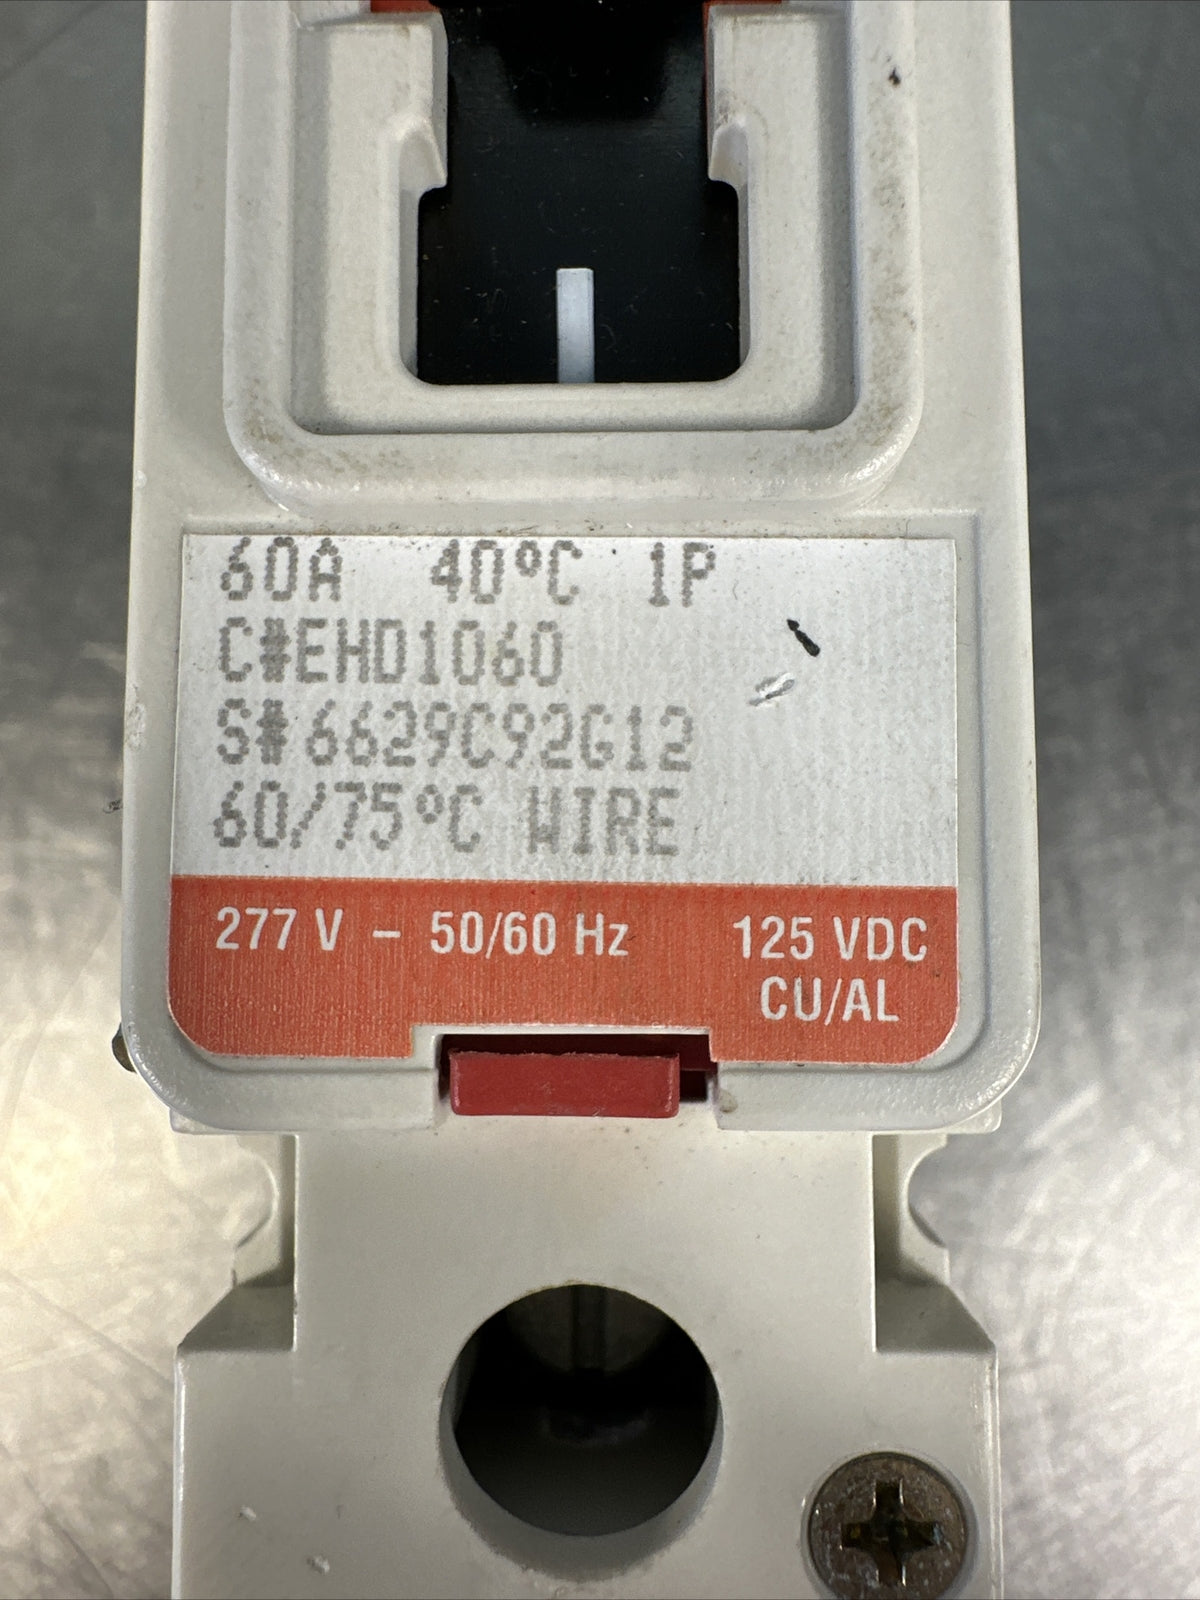 60A 40°C 1P
C#EHD1060
S#6629C92G12
60/75°C WIRE
277 V – 50/60 Hz 125 VDC
CU/AL